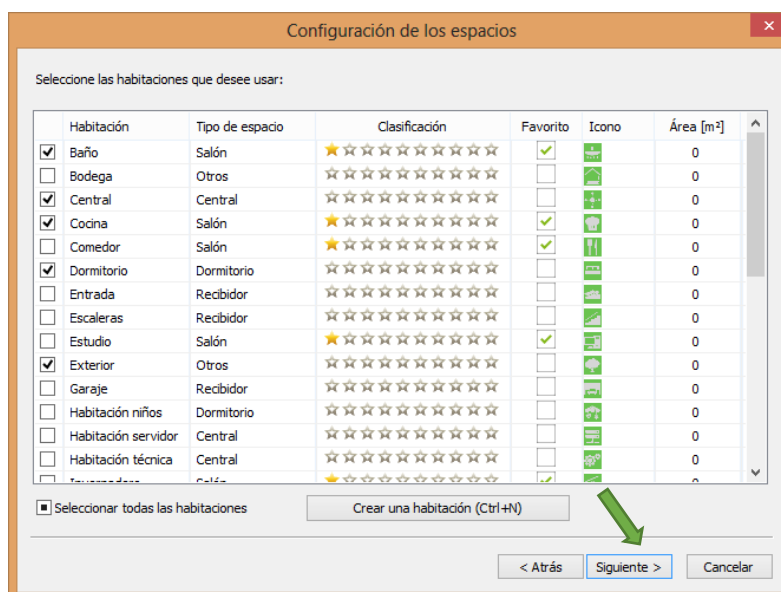 Configuración de los espacios
Seleccione las habitaciones que desee usar:
Habitación Tipo de espacio Clasificación Favorito Icono Área [m²]
Baño Salón 0
Bodega Otros 0
Central Central 0
Cocina Salón 0
Comedor Salón 0
Dormitorio Dormitorio 0
Entrada Recibidor 0
Escaleras Recibidor 0
Estudio Salón 0
Exterior Otros 0
Garaje Recibidor 0
Habitación niños Dormitorio 0
Habitación servidor Central 0
Habitación técnica Central 0
Seleccionar todas las habitaciones Crear una habitación (Ctrl+N)
< Atrás Siguiente > Cancelar